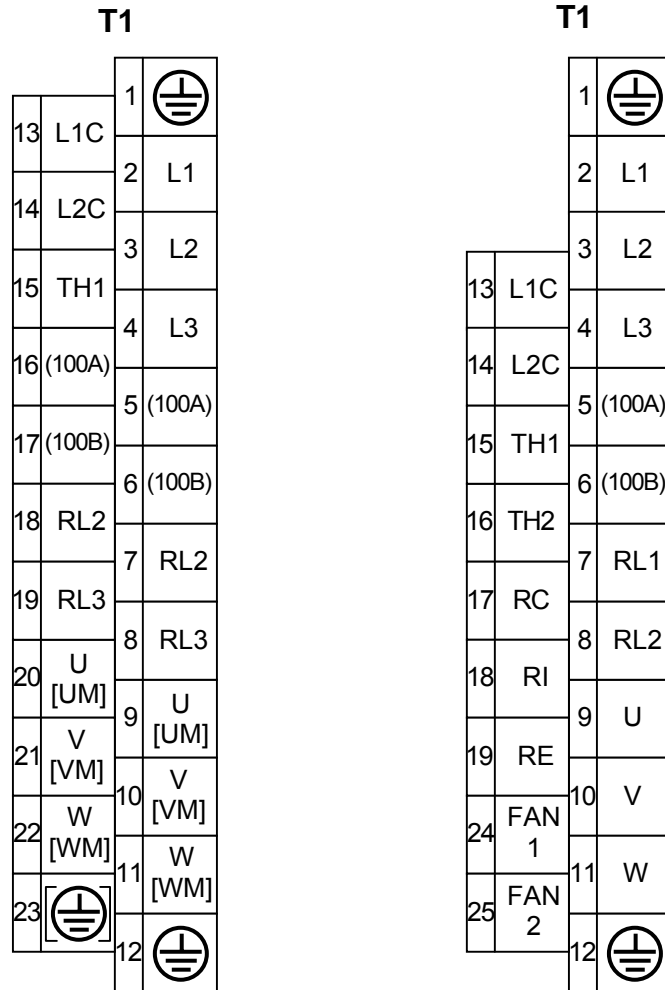 T1
13 L1C
14 L2C
15 TH1
16 (100A)
17 (100B)
18 RL2
19 RL3
20 U
[UM]
21 V
[VM]
22 W
[WM]
23 [ ]
1
2 L1
3 L2
4 L3
5 (100A)
6 (100B)
7 RL2
8 RL3
9 U
[UM]
10 V
[VM]
11 W
[WM]
12
T1
13 L1C
14 L2C
15 TH1
16 TH2
17 RC
18 RI
19 RE
24 FAN
1
25 FAN
2
1
2 L1
3 L2
4 L3
5 (100A)
6 (100B)
7 RL1
8 RL2
9 U
10 V
11 W
12